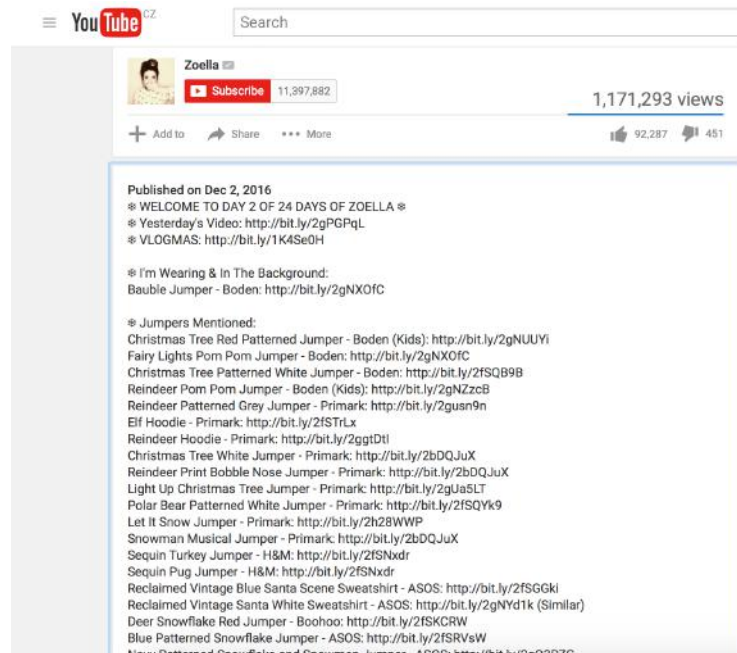 YouTube CZ
Search
Zoella
Subscribe 11,397,882
1,171,293 views
Add to Share More
92,287 451
Published on Dec 2, 2016
❄ WELCOME TO DAY 2 OF 24 DAYS OF ZOELLA ❄
❄ Yesterday's Video: http://bit.ly/2gPGPqL
❄ VLOGMAS: http://bit.ly/1K4Se0H
❄ I'm Wearing & In The Background:
Bauble Jumper - Boden: http://bit.ly/2gNXOfC
❄ Jumpers Mentioned:
Christmas Tree Red Patterned Jumper - Boden (Kids): http://bit.ly/2gNUUYi
Fairy Lights Pom Pom Jumper - Boden: http://bit.ly/2gNXOfC
Christmas Tree Patterned White Jumper - Boden: http://bit.ly/2fSQB9B
Reindeer Pom Pom Jumper - Boden (Kids): http://bit.ly/2gNZzcB
Reindeer Patterned Grey Jumper - Primark: http://bit.ly/2gusn9n
Elf Hoodie - Primark: http://bit.ly/2fSTrLx
Reindeer Hoodie - Primark: http://bit.ly/2ggtDtI
Christmas Tree White Jumper - Primark: http://bit.ly/2bDQJuX
Reindeer Print Bobble Nose Jumper - Primark: http://bit.ly/2bDQJuX
Light Up Christmas Tree Jumper - Primark: http://bit.ly/2gUa5LT
Polar Bear Patterned White Jumper - Primark: http://bit.ly/2fSQYk9
Let It Snow Jumper - Primark: http://bit.ly/2h28WWP
Snowman Musical Jumper - Primark: http://bit.ly/2bDQJuX
Sequin Turkey Jumper - H&M: http://bit.ly/2fSNxdr
Sequin Pug Jumper - H&M: http://bit.ly/2fSNxdr
Reclaimed Vintage Blue Santa Scene Sweatshirt - ASOS: http://bit.ly/2fSGGki
Reclaimed Vintage Santa White Sweatshirt - ASOS: http://bit.ly/2gNYd1k (Similar)
Deer Snowflake Red Jumper - Boohoo: http://bit.ly/2fSKCRW
Blue Patterned Snowflake Jumper - ASOS: http://bit.ly/2fSRVsW
Navy Patterned Snowflake and Snowman Jumper - ASOS: